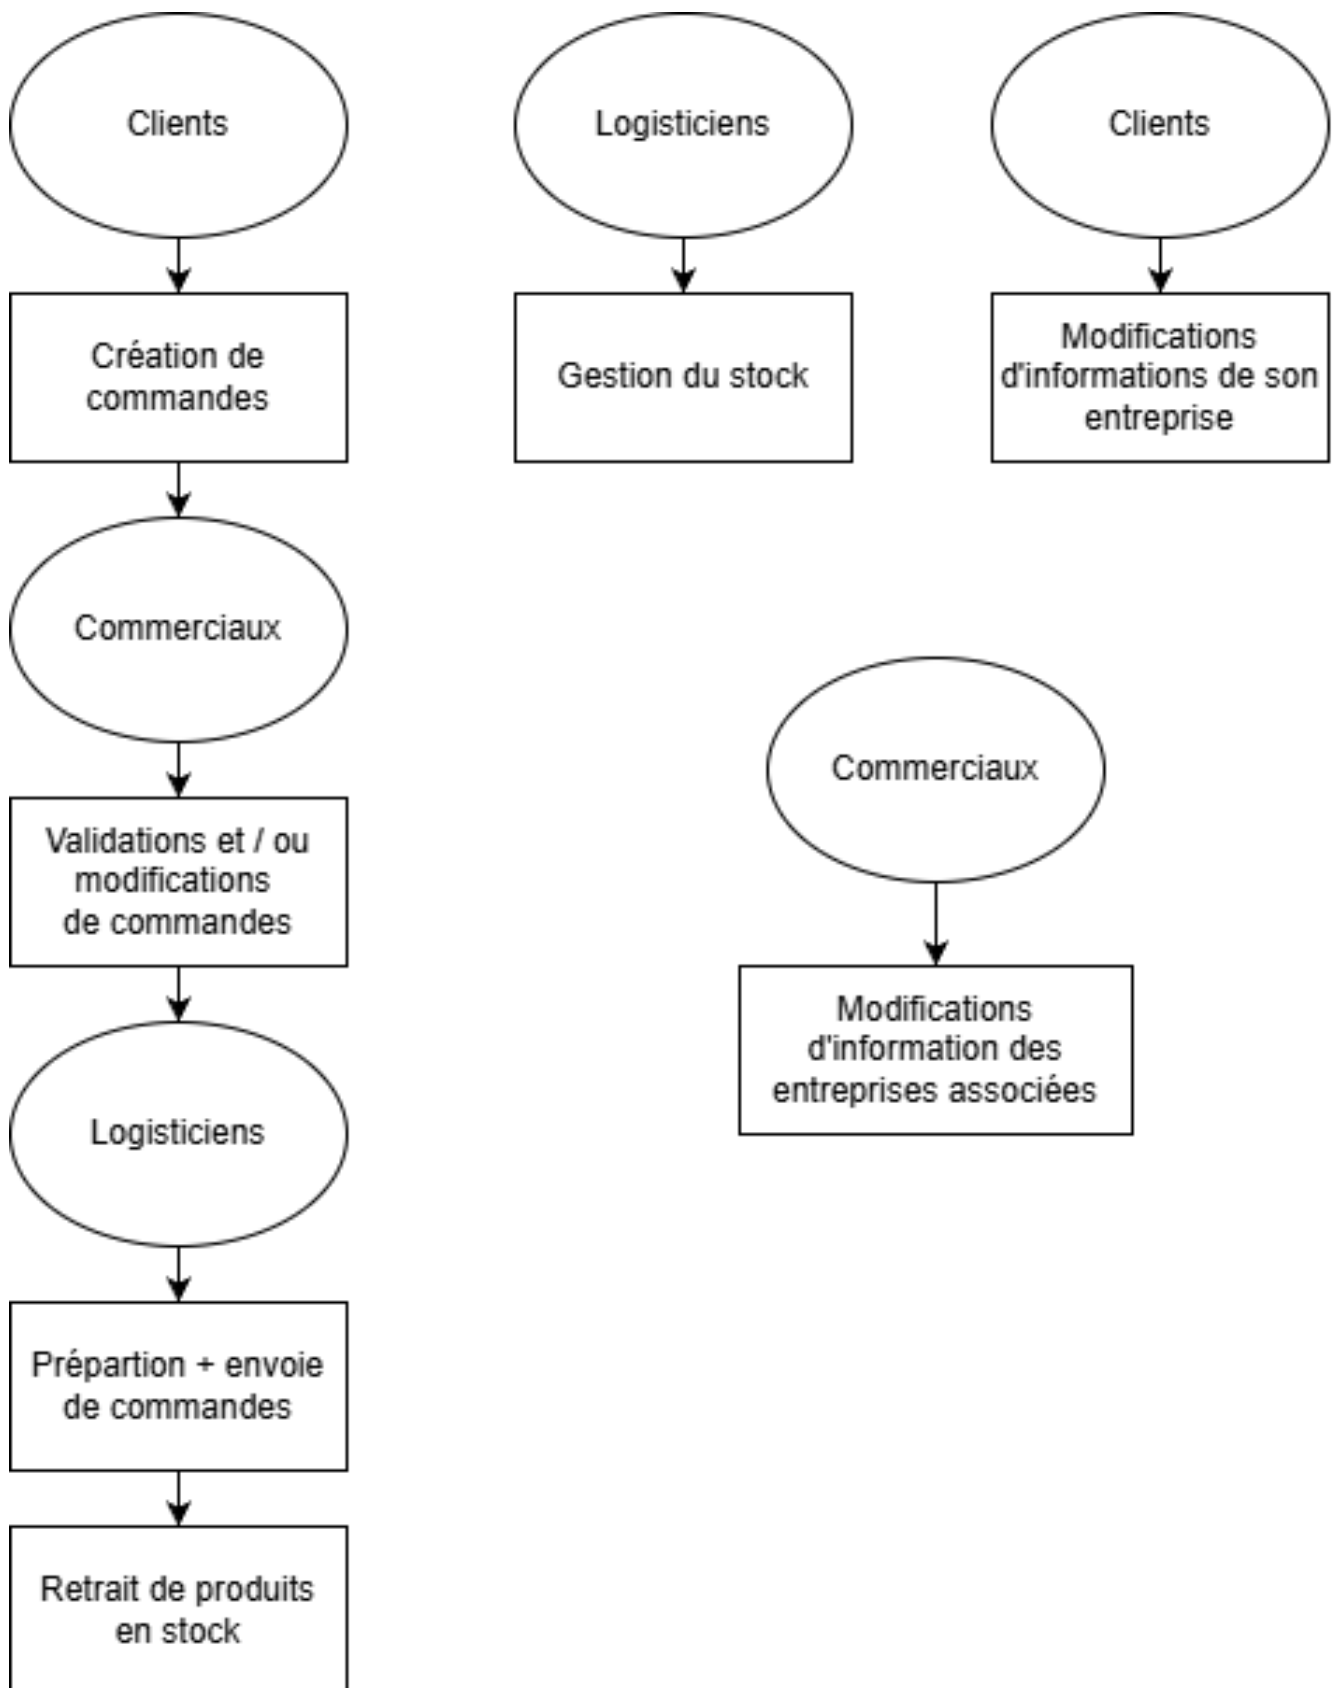 Clients
Logisticiens
Clients
Création de
commandes
Gestion du stock
Modifications
d'informations de son
entreprise
Commerciaux
Commerciaux
Validations et / ou
modifications
de commandes
Modifications
d'information des
entreprises associées
Logisticiens
Prépartion + envoie
de commandes
Retrait de produits
en stock